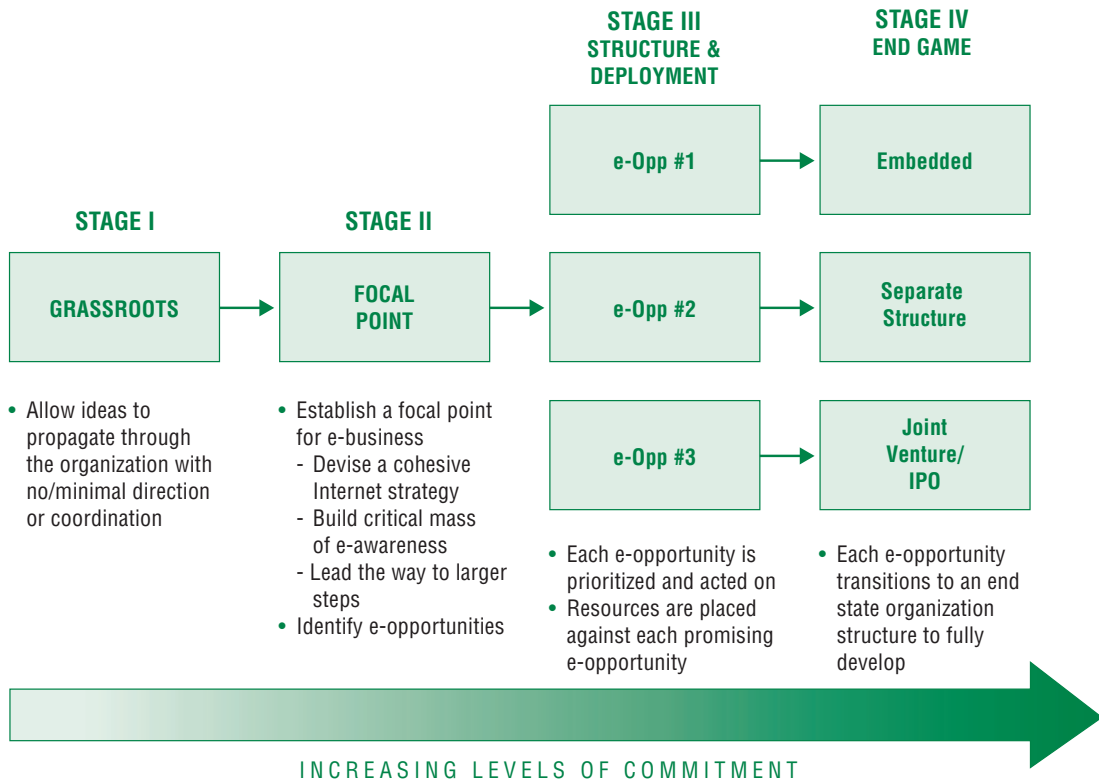 STAGE I
GRASSROOTS
• Allow ideas to
propagate through
the organization with
no/minimal direction
or coordination
STAGE II
FOCAL
POINT
• Establish a focal point
for e-business
- Devise a cohesive
Internet strategy
- Build critical mass
of e-awareness
- Lead the way to larger
steps
• Identify e-opportunities
STAGE III
STRUCTURE &
DEPLOYMENT
e-Opp #1
e-Opp #2
e-Opp #3
• Each e-opportunity is
prioritized and acted on
• Resources are placed
against each promising
e-opportunity
STAGE IV
END GAME
Embedded
Separate
Structure
Joint
Venture/
IPO
• Each e-opportunity
transitions to an end
state organization
structure to fully
develop
INCREASING LEVELS OF COMMITMENT